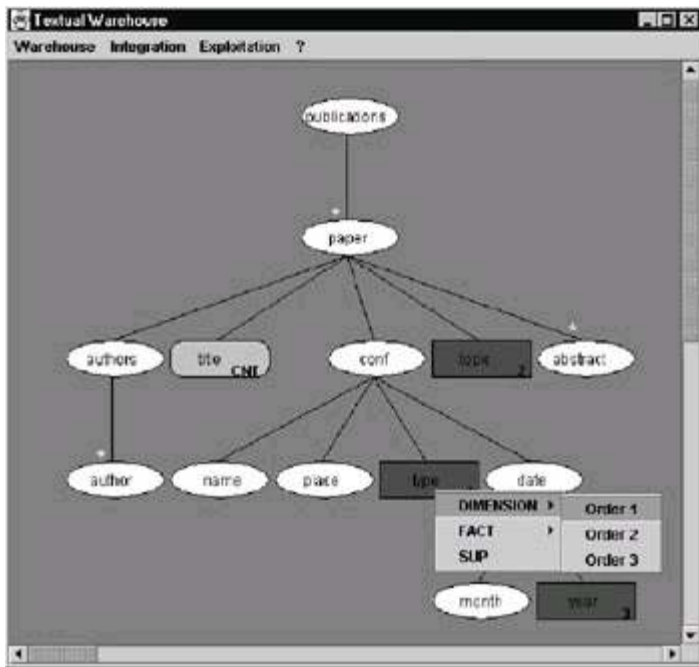 Textual Warehouse
Warehouse Integration Exploitation ?
publications
*
paper
*
authors title conf topic abstract
CNT 2
*
author name place type date
DIMENSION Order 1
FACT Order 2
SUP Order 3
month year
3